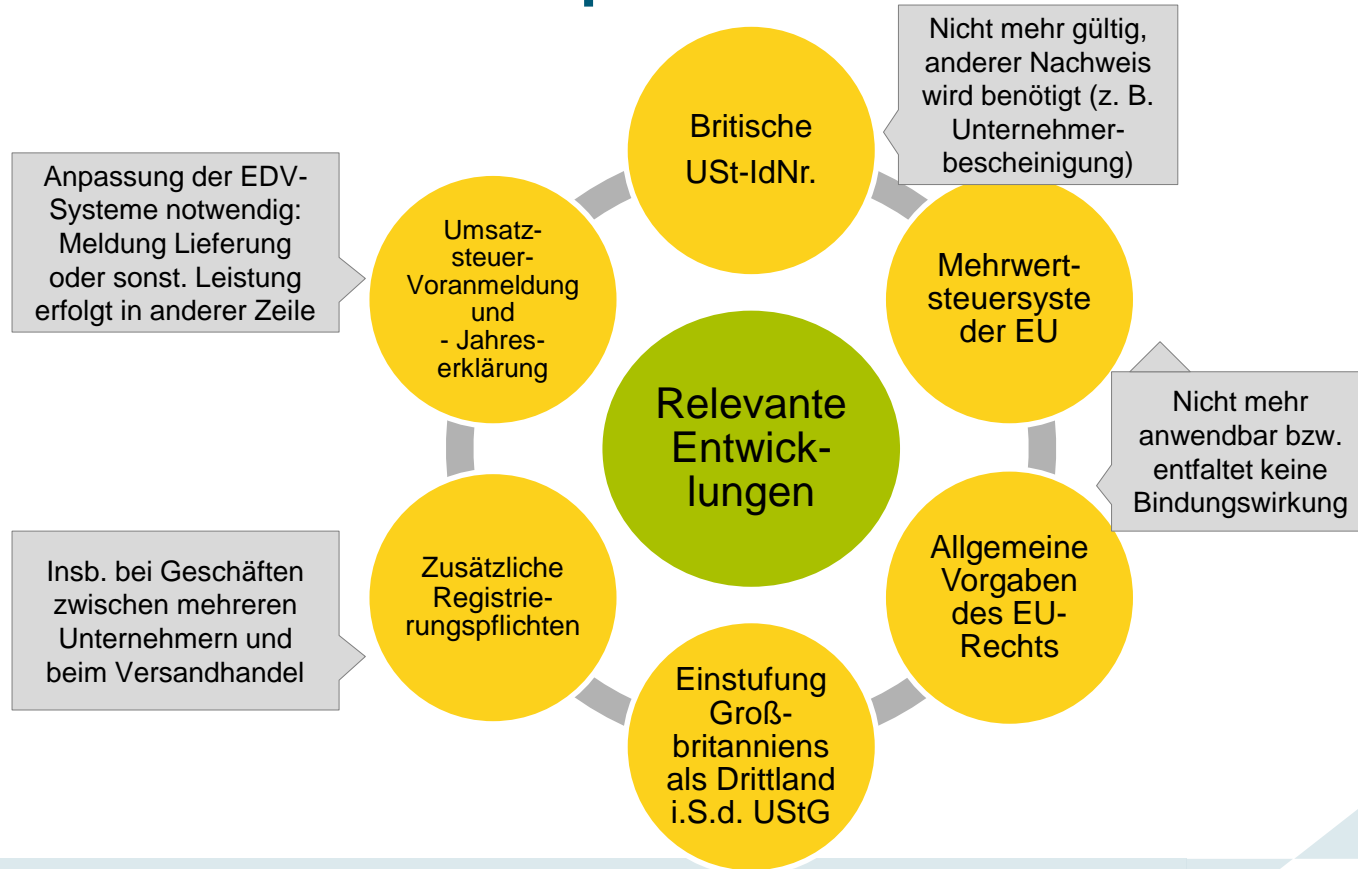 Nicht mehr gültig,
anderer Nachweis
wird benötigt (z. B.
Unternehmer-
bescheinigung)
Britische
USt-IdNr.
Anpassung der EDV-
Systeme notwendig:
Meldung Lieferung
oder sonst. Leistung
erfolgt in anderer Zeile
Umsatz-
steuer-
Voranmeldung
und
- Jahres-
erklärung
Mehrwert-
steuersyste
der EU
Relevante
Entwick-
lungen
Nicht mehr
anwendbar bzw.
entfaltet keine
Bindungswirkung
Insb. bei Geschäften
zwischen mehreren
Unternehmern und
beim Versandhandel
Zusätzliche
Registrie-
rungspflichten
Allgemeine
Vorgaben
des EU-
Rechts
Einstufung
Groß-
britanniens
als Drittland
i.S.d. UStG